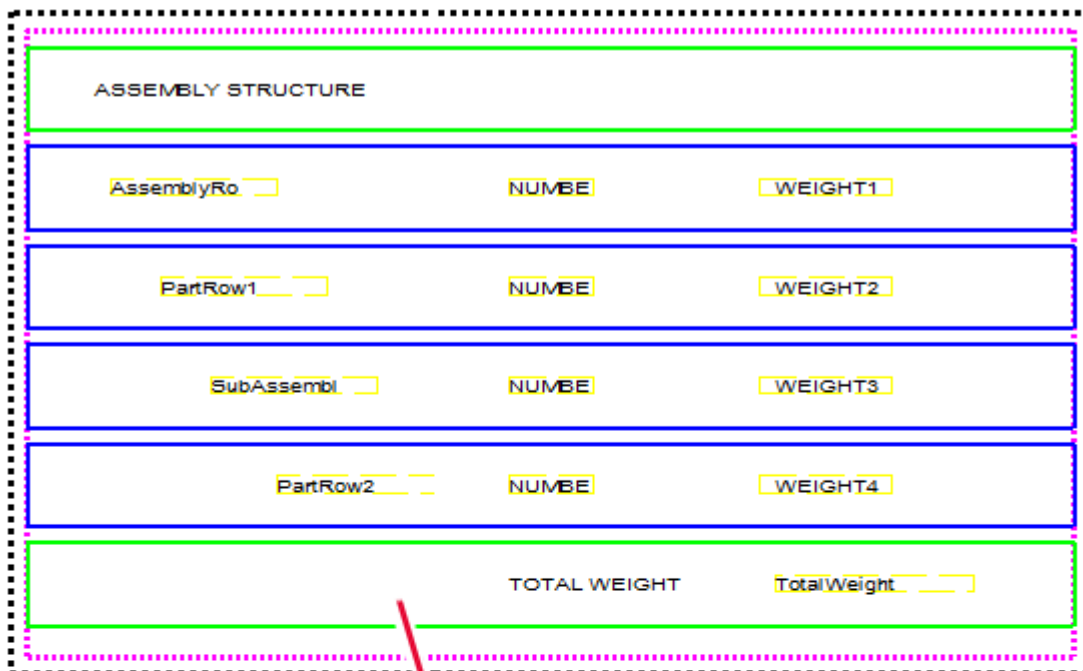 ASSEMBLY STRUCTURE
AssemblyRo NUMBE WEIGHT1
PartRow1 NUMBE WEIGHT2
SubAssembl NUMBE WEIGHT3
PartRow2 NUMBE WEIGHT4
TOTAL WEIGHT TotalWeight